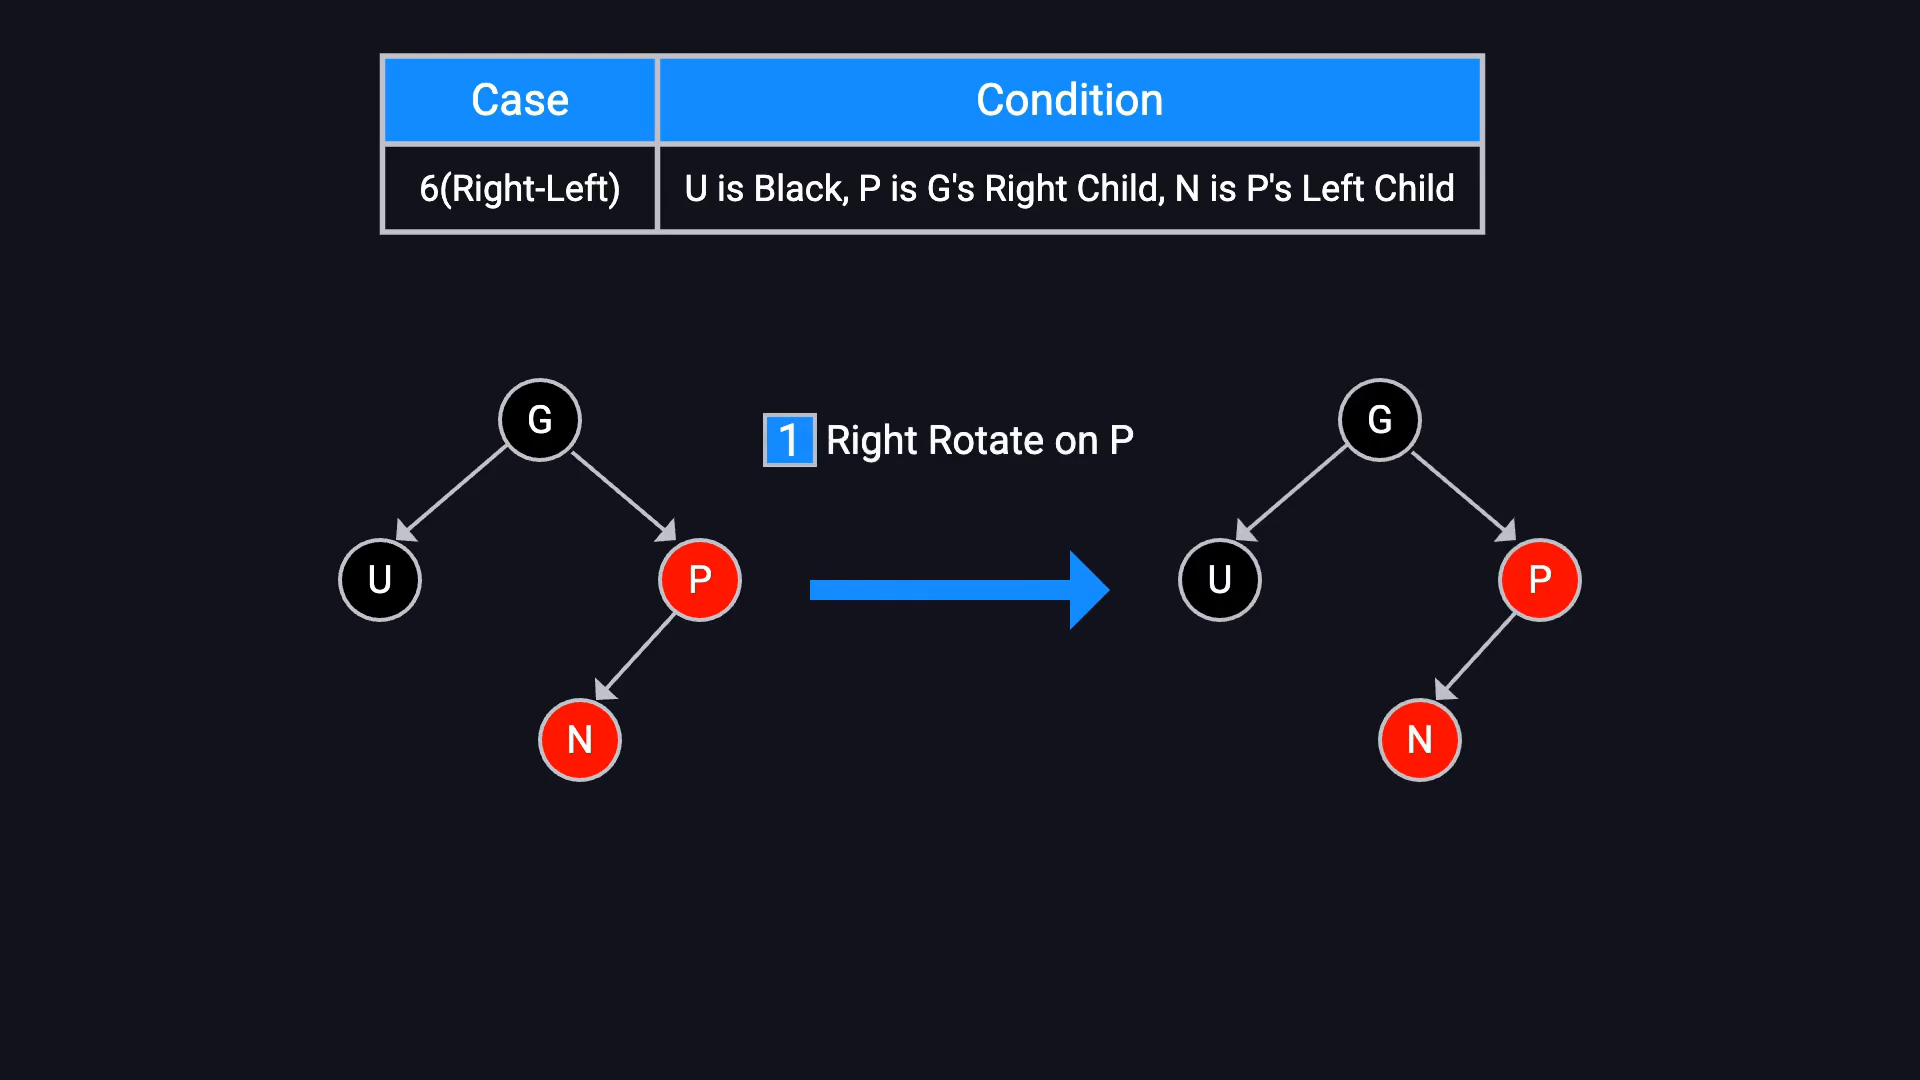 Case Condition
6(Right-Left) U is Black, P is G's Right Child, N is P's Left Child
G
1 Right Rotate on P
G
U
P
U
P
N
N